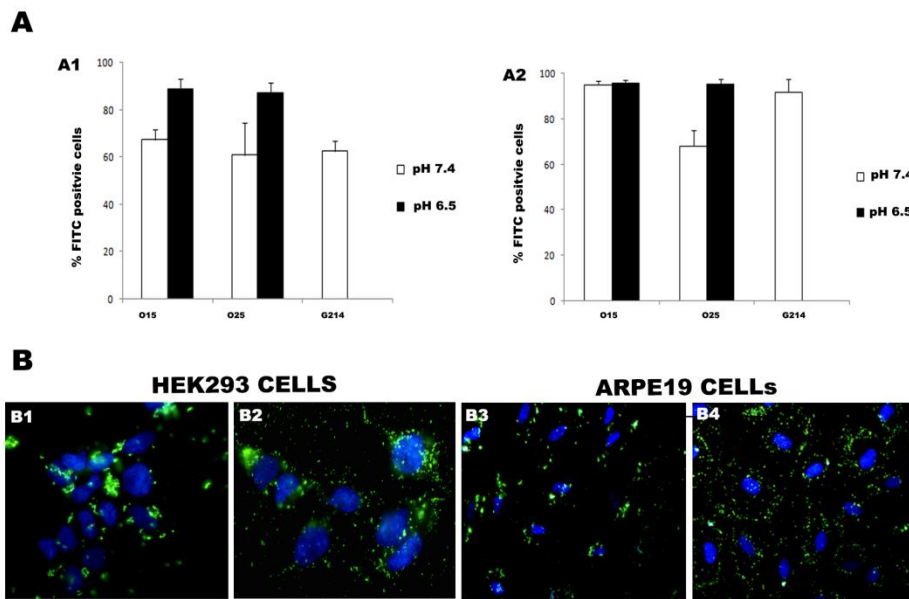 A
A1
100
80
60
40
20
0
% FITC positvie cells
O15
O25
G214
pH 7.4
pH 6.5
A2
100
80
60
40
20
0
% FITC positvie cells
O15
O25
G214
pH 7.4
pH 6.5
B
HEK293 CELLS
ARPE19 CELLs
B1
B2
B3
B4